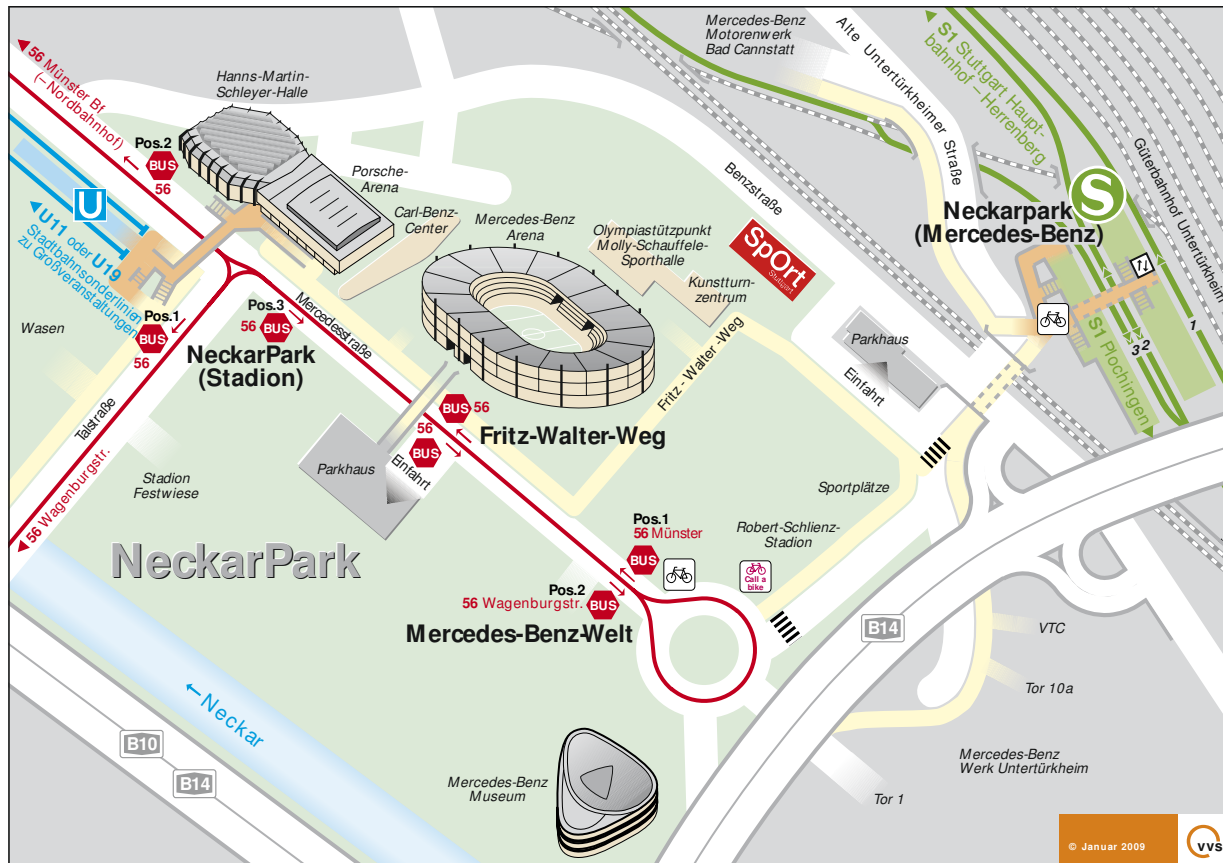 56 Münster Bf
(– Nordbahnhof)
Pos.2
BUS
56
Hanns-Martin-
Schleyer-Halle
Porsche-
Arena
Carl-Benz-
Center
Mercedes-Benz
Arena
Olympiastützpunkt
Molly-Schauffele-
Sporthalle
Kunstturn-
zentrum
SpOrt
Stuttgart
Benzstraße
Mercedes-Benz
Motorenwerk
Bad Cannstatt
Alte Untertürkheimer Straße
S1 Stuttgart Haupt-
bahnhof – Herrenberg
Güterbahnhof Untertürkheim
S
Neckarpark
(Mercedes-Benz)
1
2
3
S1 Plochingen
U
U11 oder U19
Stadtbahnsonderlinien
zu Großveranstaltungen
Wasen
Pos.1
BUS
56
Pos.3
56 BUS
NeckarPark
(Stadion)
Mercedesstraße
Talstraße
56 Wagenburgstr.
Stadion
Festwiese
Parkhaus
Einfahrt
BUS 56
56
BUS
Fritz-Walter-Weg
Fritz - Walter -Weg
Parkhaus
Einfahrt
Sportplätze
Robert-Schlienz-
Stadion
Pos.1
56 Münster
BUS
Call a
bike
Pos.2
56 Wagenburgstr.
BUS
Mercedes-Benz-Welt
NeckarPark
Neckar
B10
B14
B14
VTC
Tor 10a
Mercedes-Benz
Werk Untertürkheim
Tor 1
Mercedes-Benz
Museum
© Januar 2009
vvs